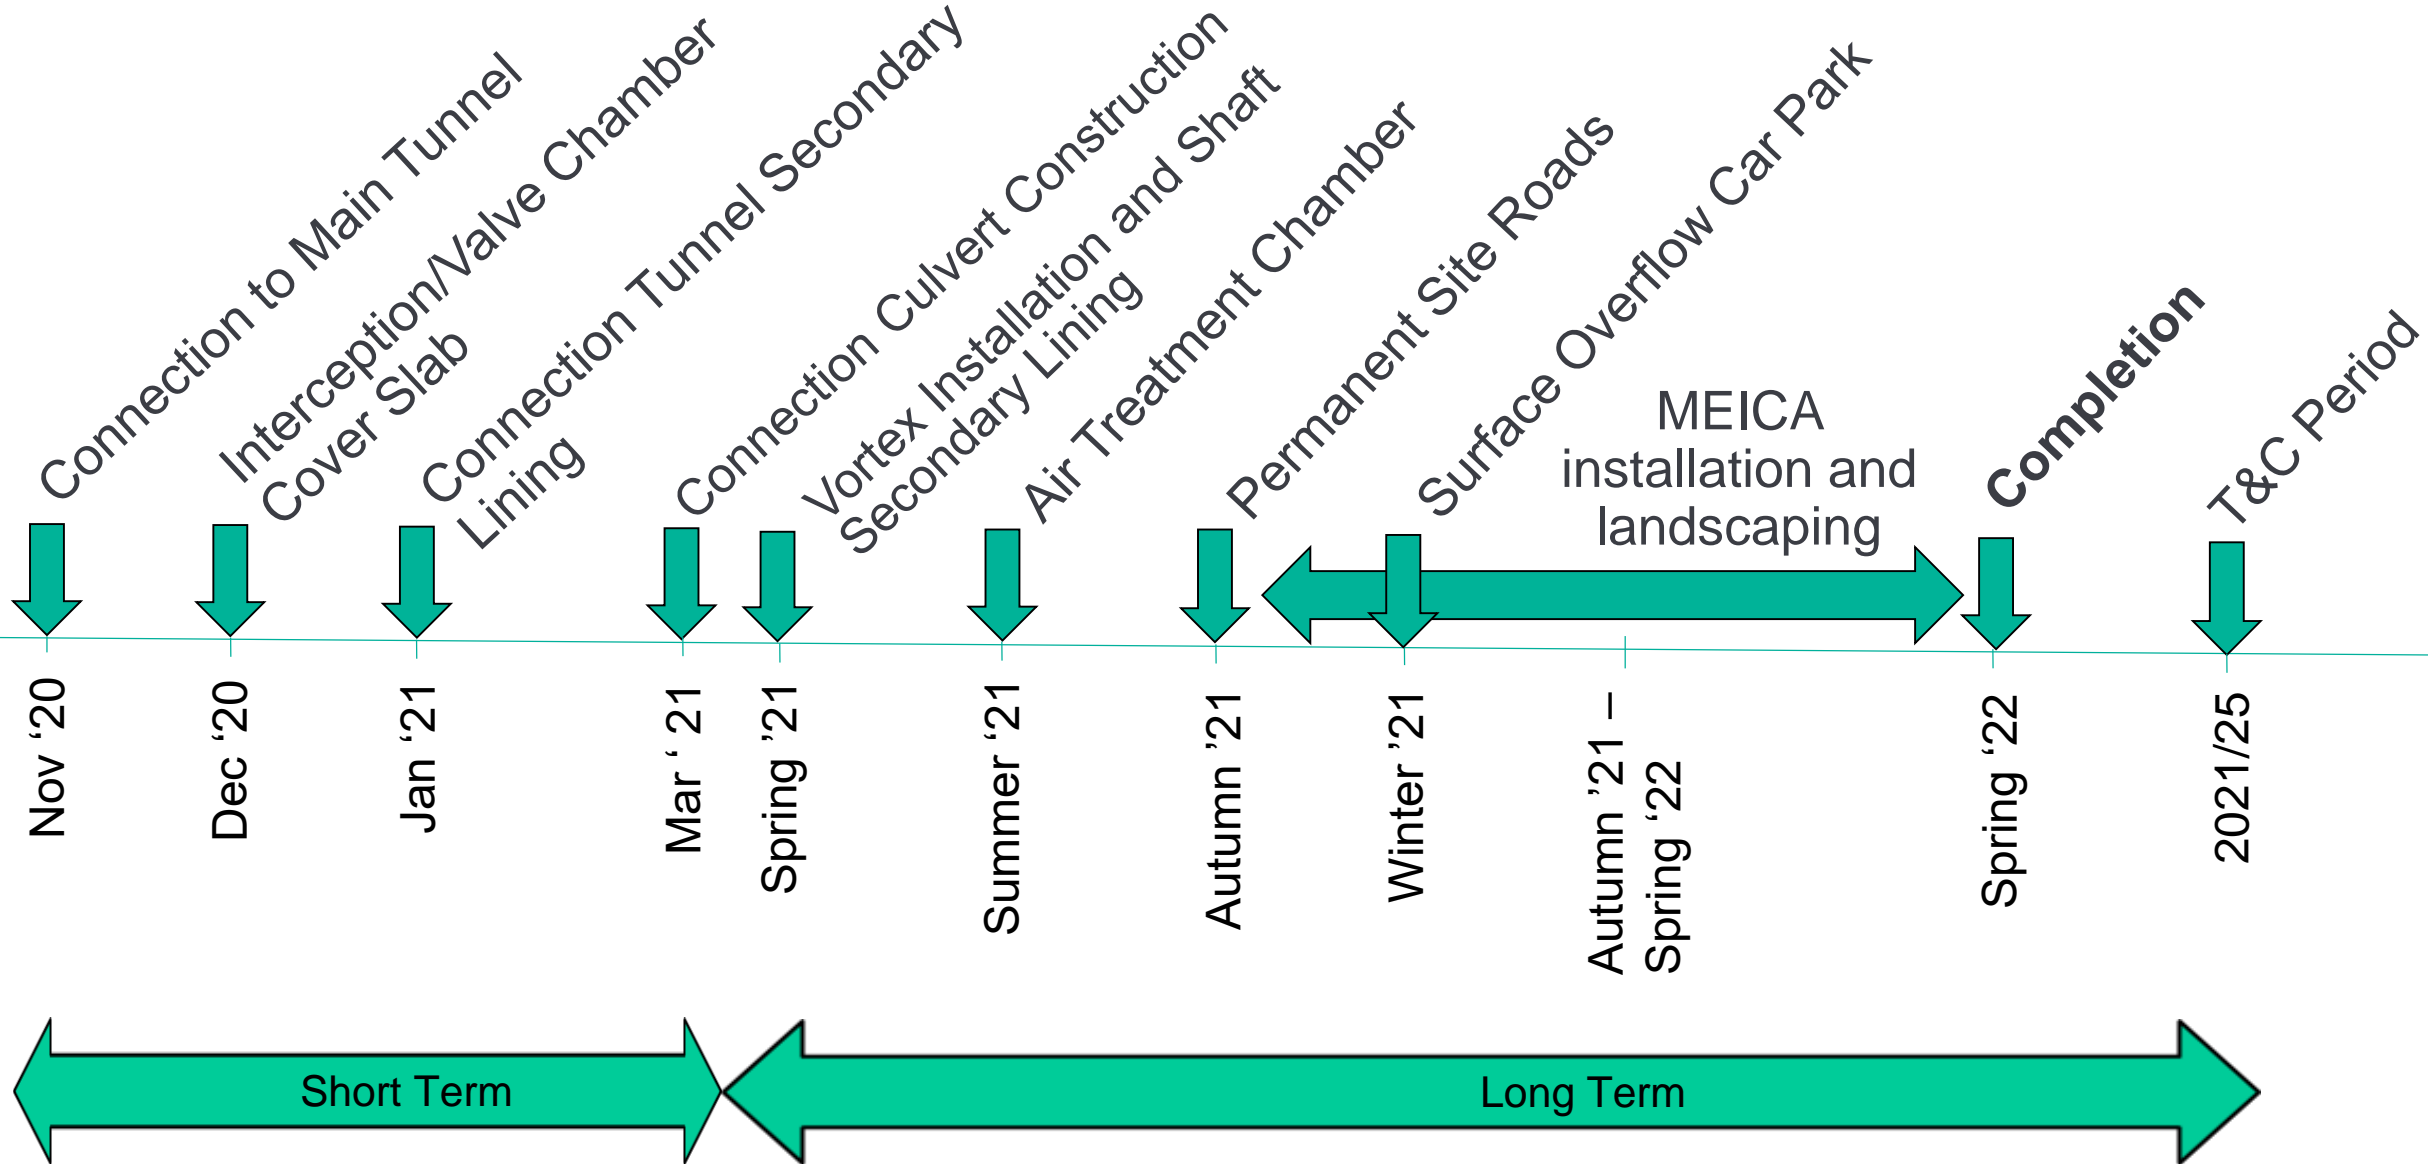 Connection to Main Tunnel
Interception/Valve Chamber
Cover Slab
Connection Tunnel Secondary
Lining
Connection Culvert Construction
Vortex Installation and Shaft
Secondary Lining
Air Treatment Chamber
Permanent Site Roads
Surface Overflow Car Park
MEICA
installation and
landscaping
Completion
T&C Period
Nov ‘20
Dec ‘20
Jan ‘21
Mar ‘ 21
Spring ’21
Summer ‘21
Autumn ’21
Winter ’21
Autumn ’21 –
Spring ‘22
Spring ‘22
2021/25
Short Term
Long Term